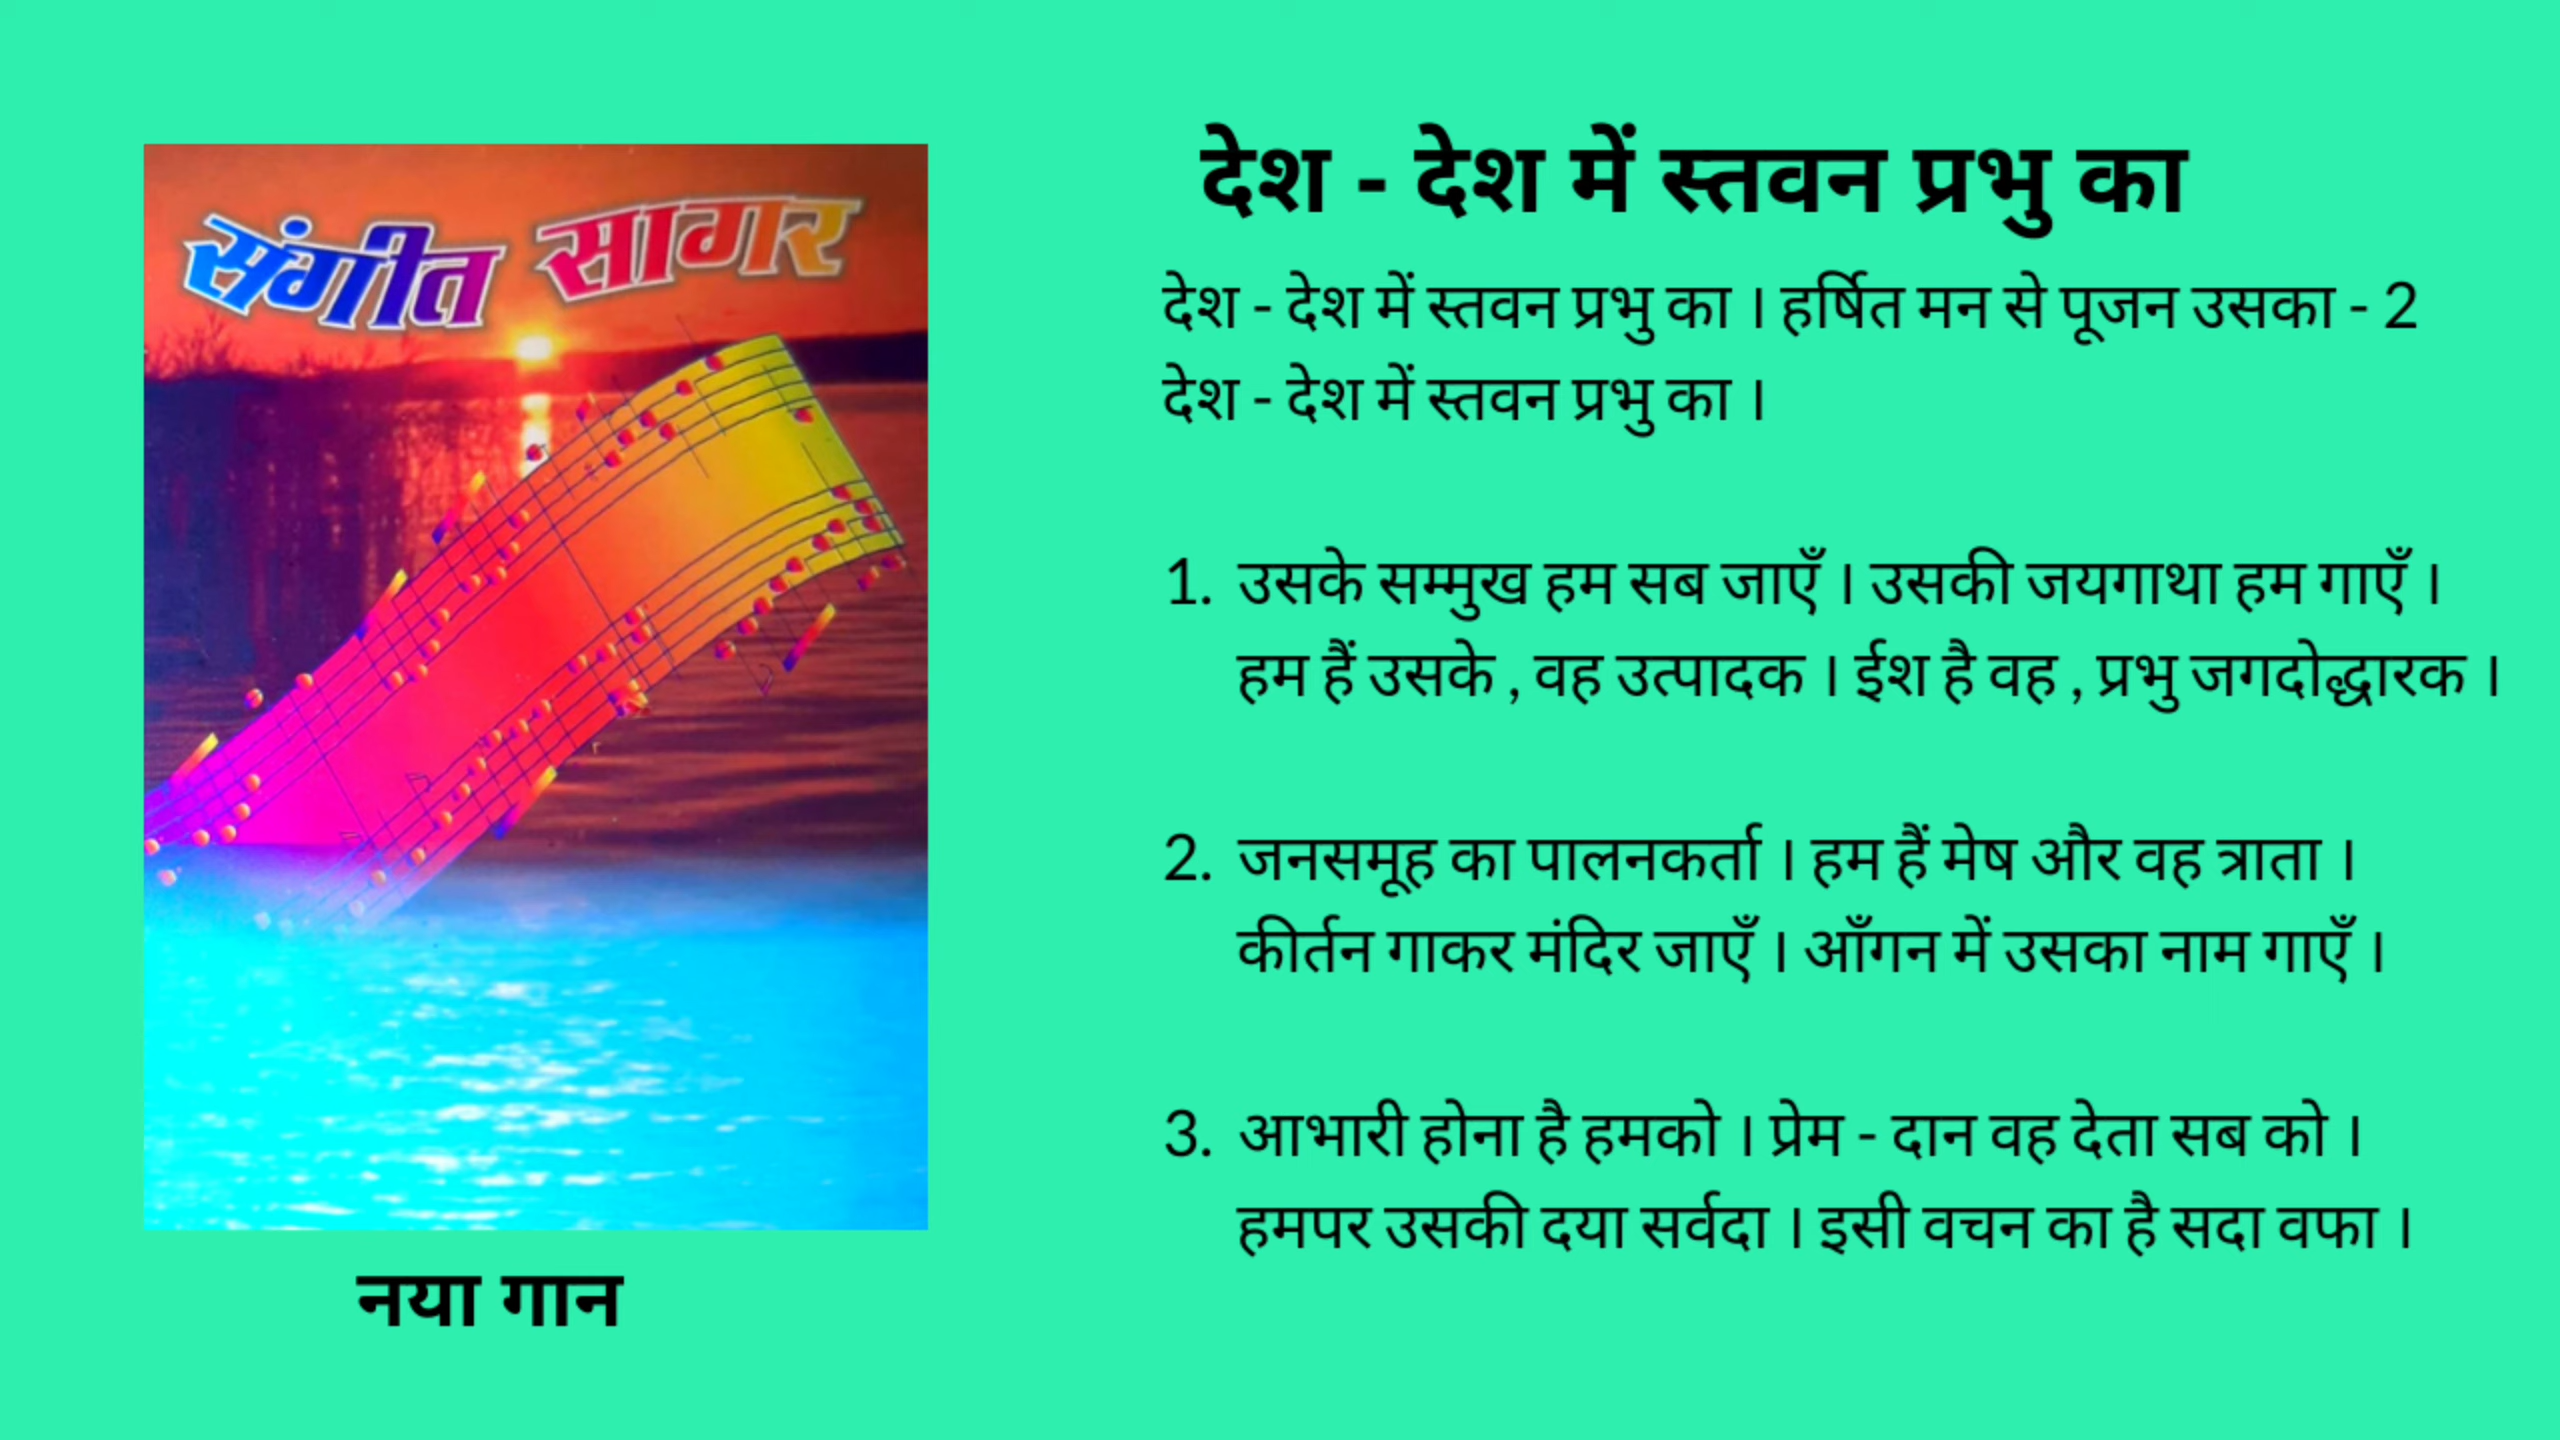 संगीत सागर
नया गान
देश - देश में स्तवन प्रभु का
देश - देश में स्तवन प्रभु का । हर्षित मन से पूजन उसका - 2
देश - देश में स्तवन प्रभु का ।
1. उसके सम्मुख हम सब जाएँ । उसकी जयगाथा हम गाएँ ।
हम हैं उसके , वह उत्पादक । ईश है वह , प्रभु जगदोद्धारक ।
2. जनसमूह का पालनकर्ता । हम हैं मेष और वह त्राता ।
कीर्तन गाकर मंदिर जाएँ । आँगन में उसका नाम गाएँ ।
3. आभारी होना है हमको । प्रेम - दान वह देता सब को ।
हमपर उसकी दया सर्वदा । इसी वचन का है सदा वफा ।